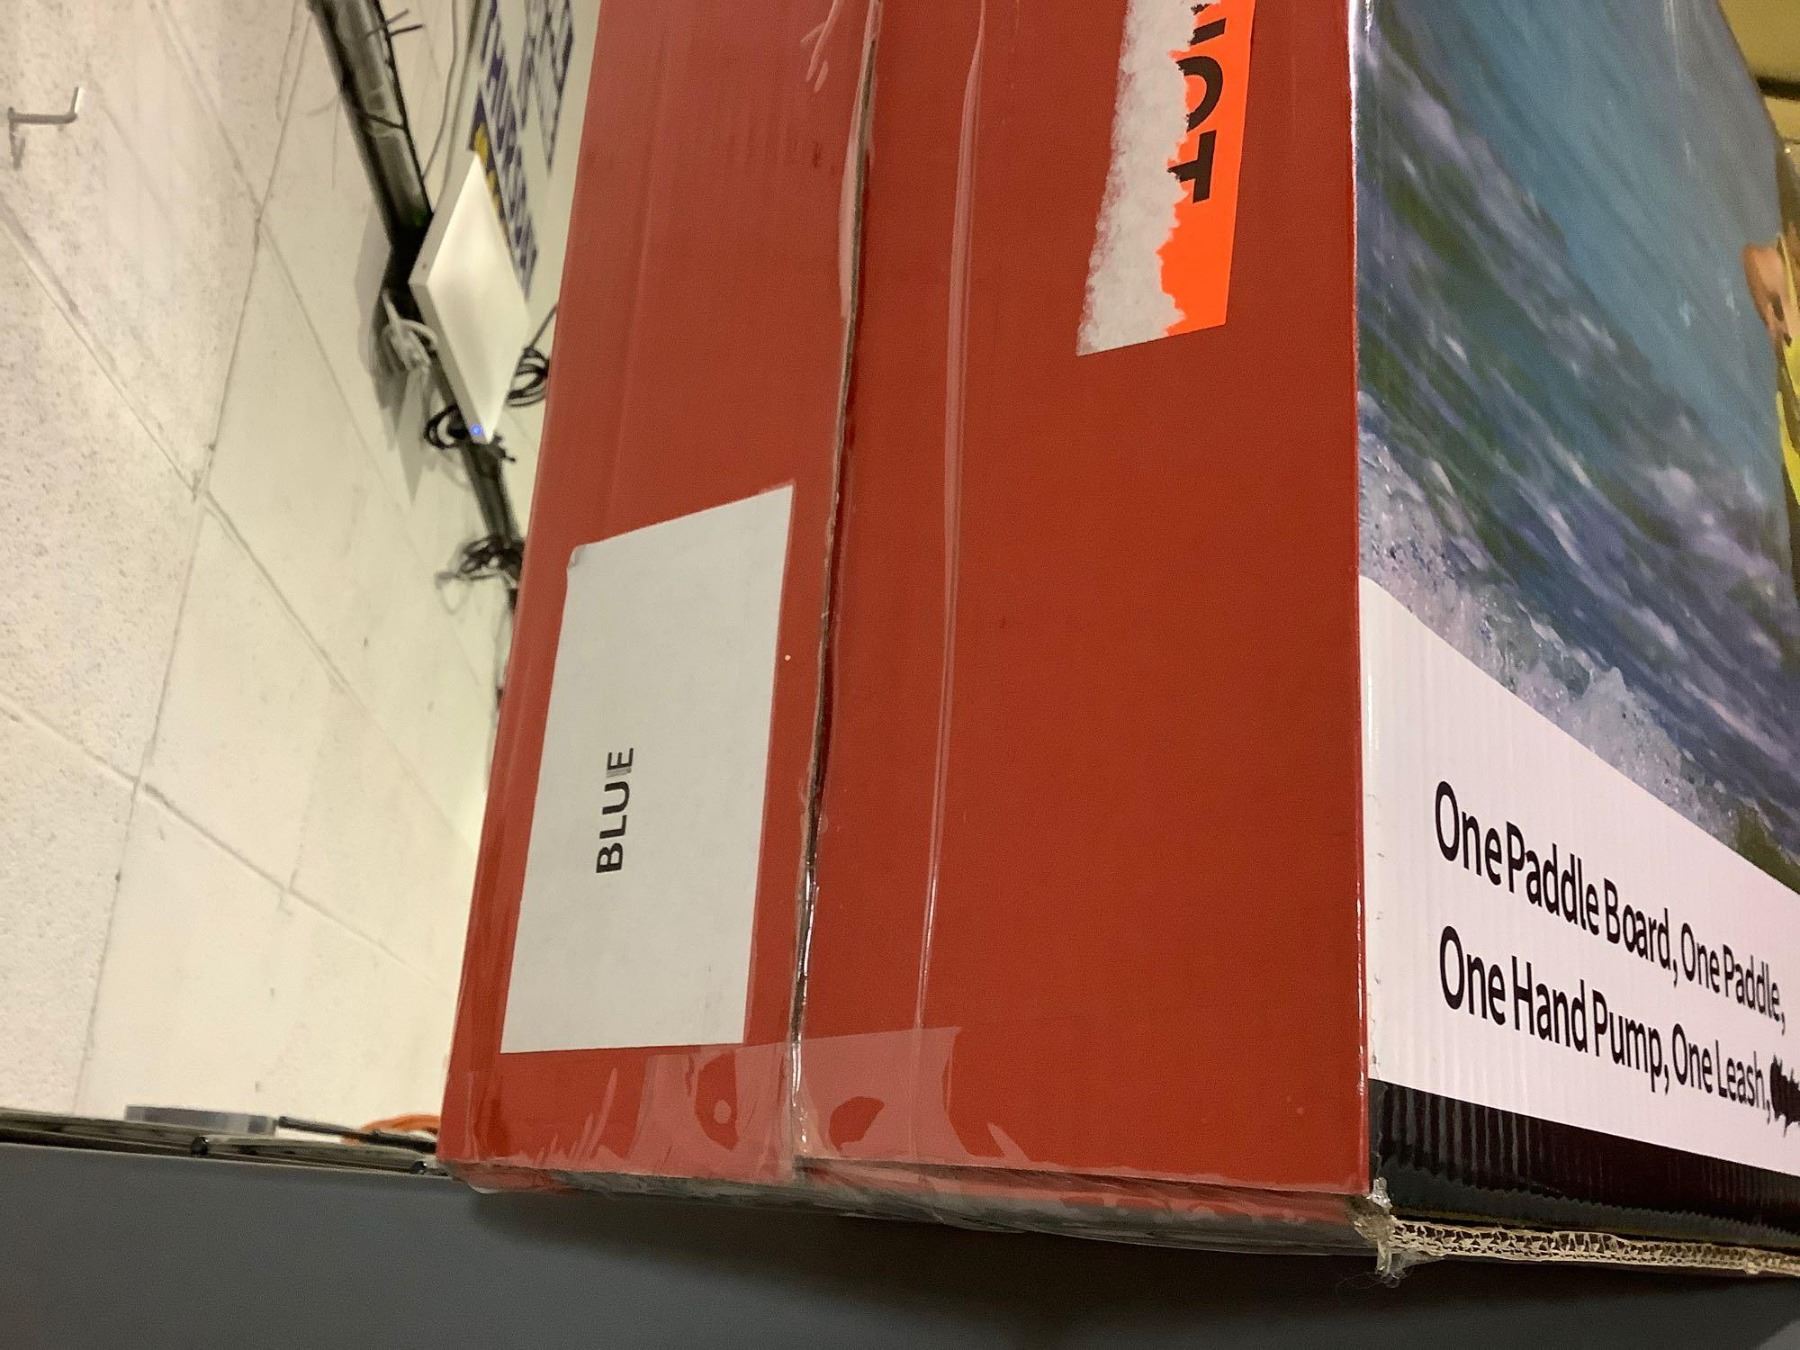 BLUE
One Paddle Board, One Paddle,
One Hand Pump, One Leash,